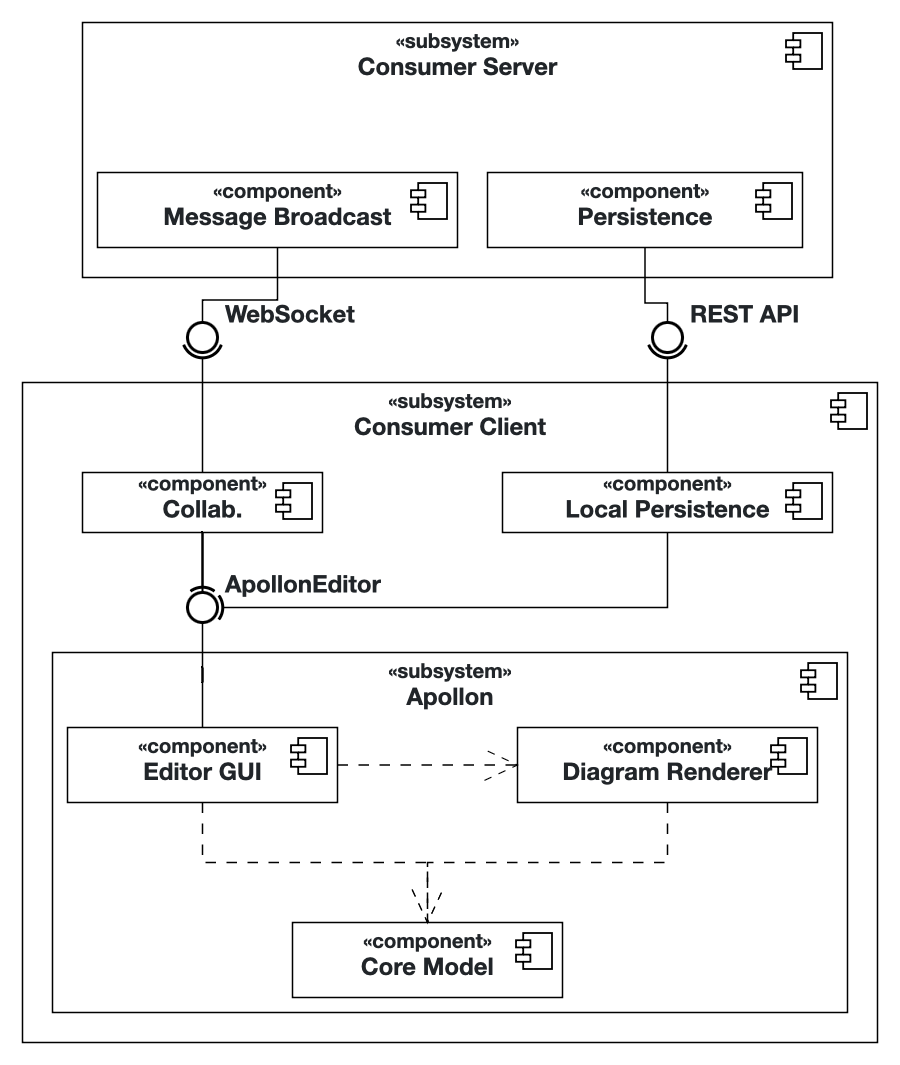 «subsystem»
Consumer Server
«component»
Message Broadcast
«component»
Persistence
WebSocket
REST API
«subsystem»
Consumer Client
«component»
Collab.
«component»
Local Persistence
ApollonEditor
«subsystem»
Apollon
«component»
Editor GUI
«component»
Diagram Renderer
«component»
Core Model